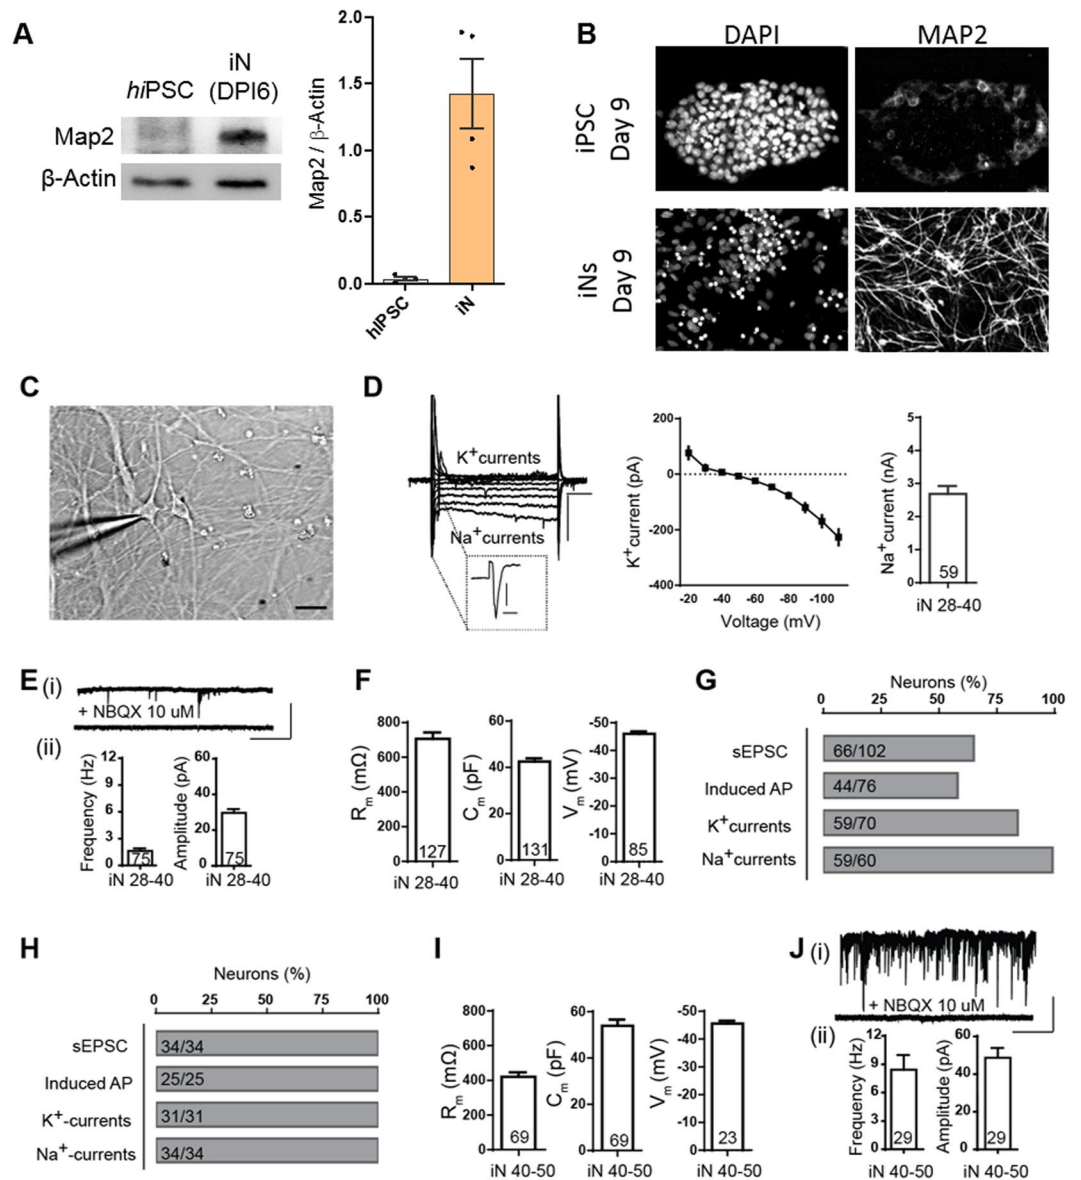 A
hiPSC
iN
(DPI6)
Map2
β-Actin
Map2 / β-Actin
2.0
1.5
1.0
0.5
0.0
hiPSC
iN
B
DAPI
MAP2
iPSC
Day 9
iNs
Day 9
C
D
K+currents
Na+currents
K+current (pA)
200
0
-200
-400
-20
-40
-60
-80
-100
Voltage (mV)
Na+current (nA)
5
4
3
2
1
0
59
iN 28-40
E
(i)
+ NBQX 10 uM
(ii)
Frequency (Hz)
12
9
6
3
0
75
iN 28-40
Amplitude (pA)
60
40
20
0
75
iN 28-40
F
Rm (mΩ)
800
600
400
200
0
127
iN 28-40
Cm (pF)
60
40
20
0
131
iN 28-40
Vm (mV)
-50
-40
-30
-20
-10
0
85
iN 28-40
G
Neurons (%)
0 25 50 75 100
sEPSC 66/102
Induced AP 44/76
K+currents 59/70
Na+currents 59/60
H
Neurons (%)
0 25 50 75 100
sEPSC 34/34
Induced AP 25/25
K+-currents 31/31
Na+-currents 34/34
I
Rm (mΩ)
800
600
400
200
0
69
iN 40-50
Cm (pF)
60
40
20
0
69
iN 40-50
Vm (mV)
-50
-40
-30
-20
-10
0
23
iN 40-50
J
(i)
+ NBQX 10 uM
(ii)
Frequency (Hz)
12
9
6
3
0
29
iN 40-50
Amplitude (pA)
60
40
20
0
29
iN 40-50